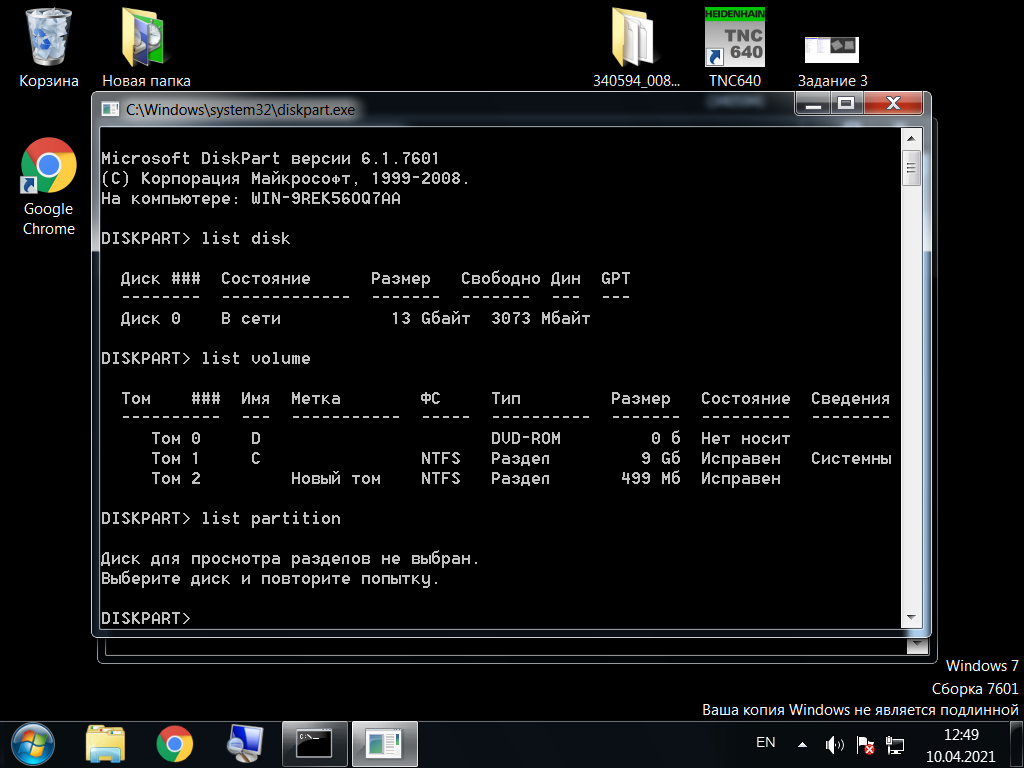 Корзина
Новая папка
340594_008...
HEIDENHAIN
TNC
640
TNC640
Задание 3
Google
Chrome
C:\Windows\system32\diskpart.exe
Microsoft DiskPart версии 6.1.7601
(C) Корпорация Майкрософт, 1999-2008.
На компьютере: WIN-9REK56OQ7AA
DISKPART> list disk
Диск ### Состояние Размер Свободно Дин GPT
-------- ------------- ------- ------- --- ---
Диск 0 В сети 13 Gбайт 3073 Mбайт
DISKPART> list volume
Том ### Имя Метка ФС Тип Размер Состояние Сведения
---------- --- ----------- ----- ---------- ------- --------- --------
Том 0 D DVD-ROM 0 б Нет носит
Том 1 C NTFS Раздел 9 Gб Исправен Системны
Том 2 Новый том NTFS Раздел 499 Mб Исправен
DISKPART> list partition
Диск для просмотра разделов не выбран.
Выберите диск и повторите попытку.
DISKPART>
Windows 7
Сборка 7601
Ваша копия Windows не является подлинной
C:\_
EN
12:49
10.04.2021